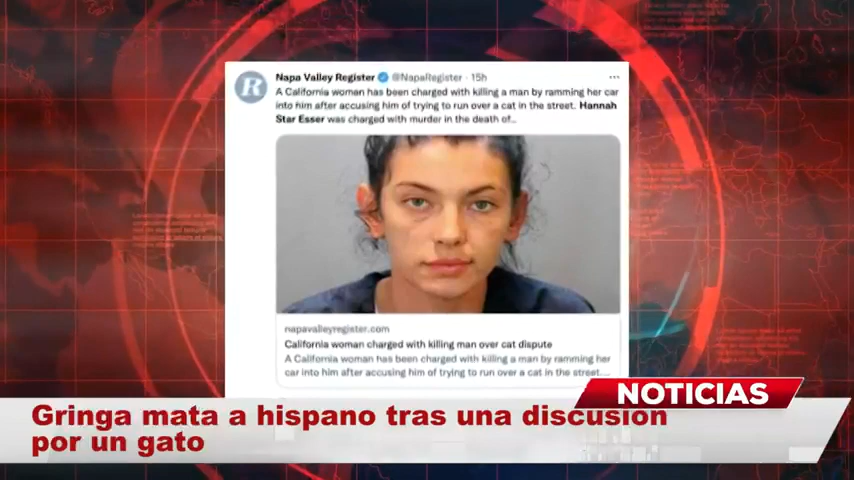 Napa Valley Register @NapaRegister · 15h ...
A California woman has been charged with killing a man by ramming her car
into him after accusing him of trying to run over a cat in the street. Hannah
Star Esser was charged with murder in the death of...
napavalleyregister.com
California woman charged with killing man over cat dispute
A California woman has been charged with killing a man by ramming her
car into him after accusing him of trying to run over a cat in the street....
NOTICIAS
Gringa mata a hispano tras una discusión
por un gato